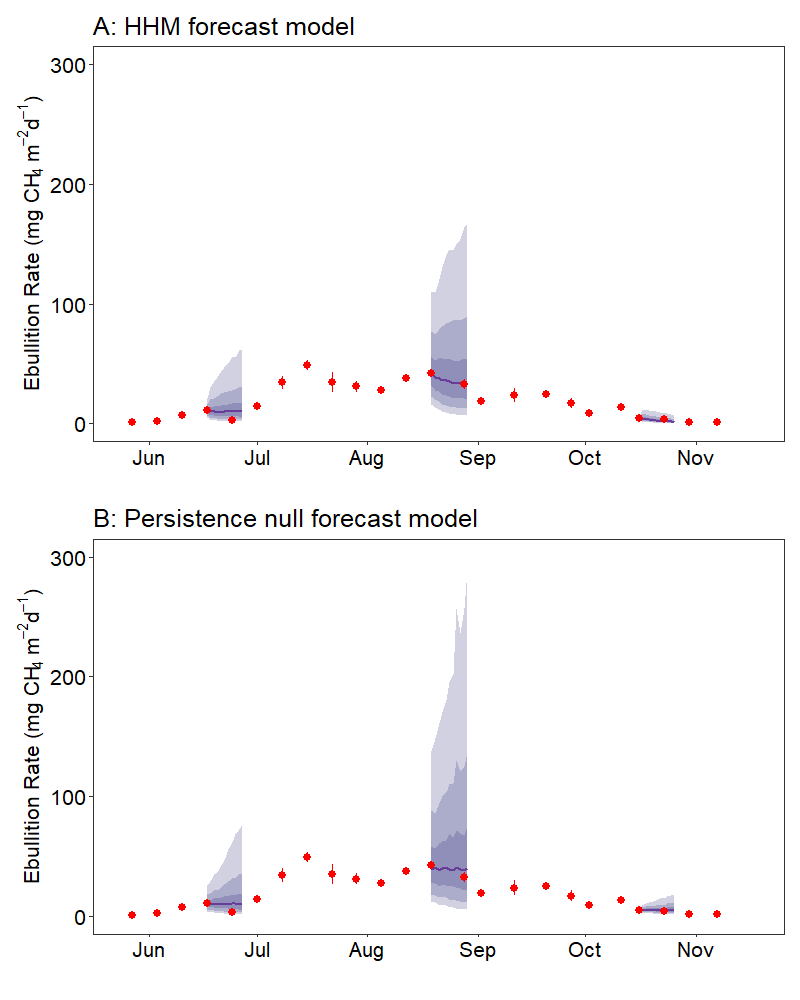 A: HHM forecast model
Ebullition Rate (mg CH₄ m⁻²d⁻¹)
300
200
100
0
Jun Jul Aug Sep Oct Nov
B: Persistence null forecast model
Ebullition Rate (mg CH₄ m⁻²d⁻¹)
300
200
100
0
Jun Jul Aug Sep Oct Nov